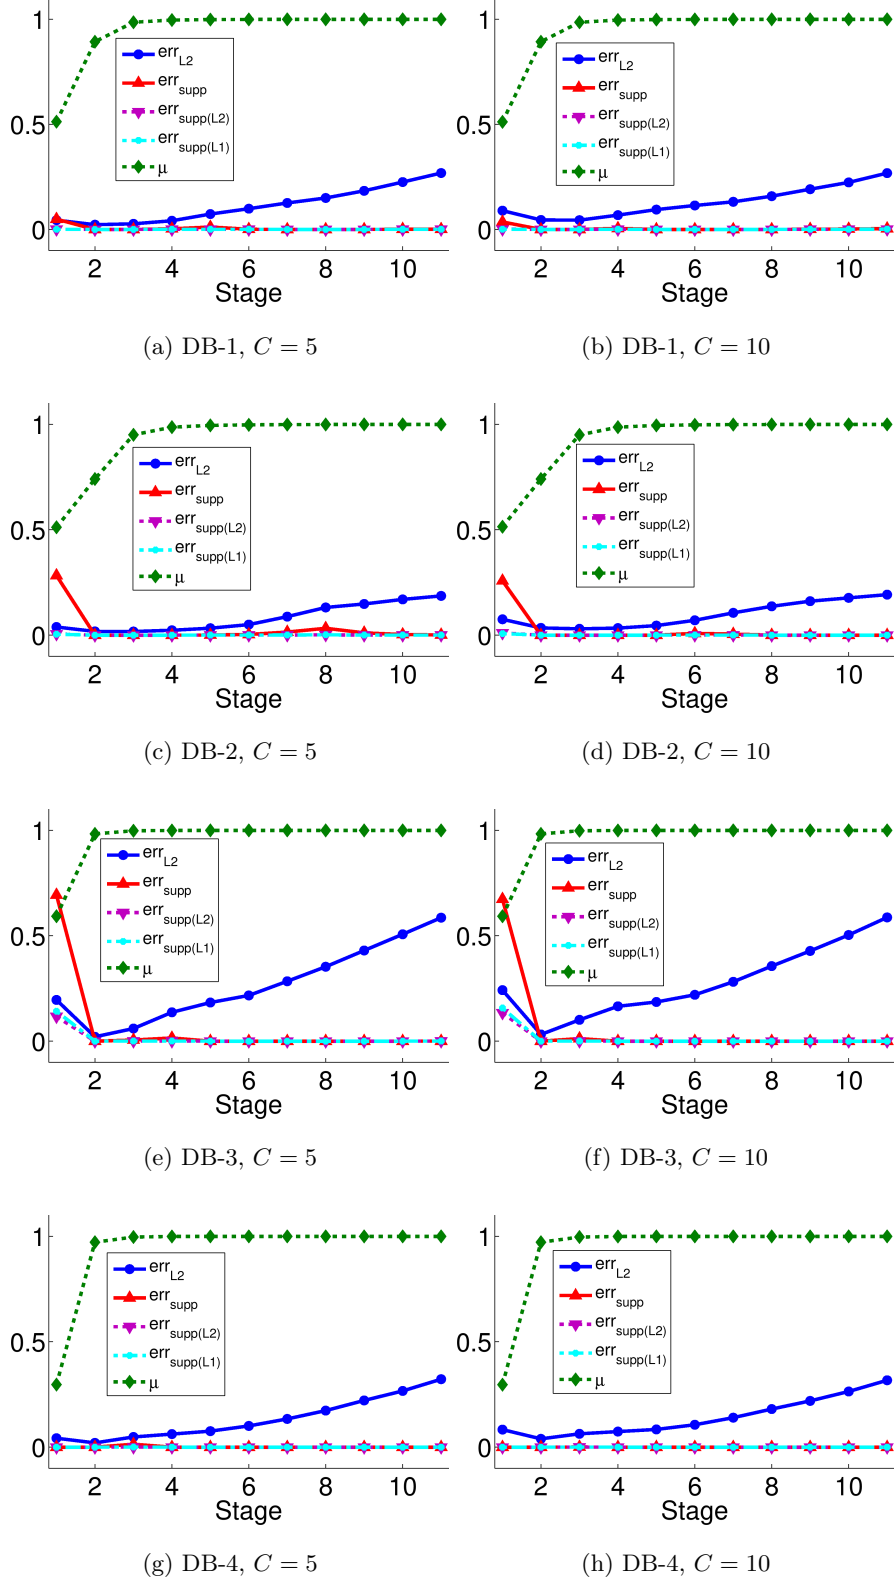 1
0.5
0
err_L2
err_supp
err_supp(L2)
err_supp(L1)
μ
2 4 6 8 10
Stage
(a) DB-1, C = 5
1
0.5
0
err_L2
err_supp
err_supp(L2)
err_supp(L1)
μ
2 4 6 8 10
Stage
(b) DB-1, C = 10
1
0.5
0
err_L2
err_supp
err_supp(L2)
err_supp(L1)
μ
2 4 6 8 10
Stage
(c) DB-2, C = 5
1
0.5
0
err_L2
err_supp
err_supp(L2)
err_supp(L1)
μ
2 4 6 8 10
Stage
(d) DB-2, C = 10
1
0.5
0
err_L2
err_supp
err_supp(L2)
err_supp(L1)
μ
2 4 6 8 10
Stage
(e) DB-3, C = 5
1
0.5
0
err_L2
err_supp
err_supp(L2)
err_supp(L1)
μ
2 4 6 8 10
Stage
(f) DB-3, C = 10
1
0.5
0
err_L2
err_supp
err_supp(L2)
err_supp(L1)
μ
2 4 6 8 10
Stage
(g) DB-4, C = 5
1
0.5
0
err_L2
err_supp
err_supp(L2)
err_supp(L1)
μ
2 4 6 8 10
Stage
(h) DB-4, C = 10